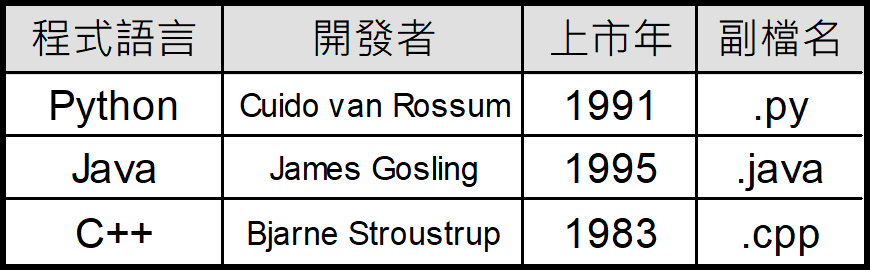 程式語言 開發者 上市年 副檔名
Python Cuido van Rossum 1991 .py
Java James Gosling 1995 .java
C++ Bjarne Stroustrup 1983 .cpp